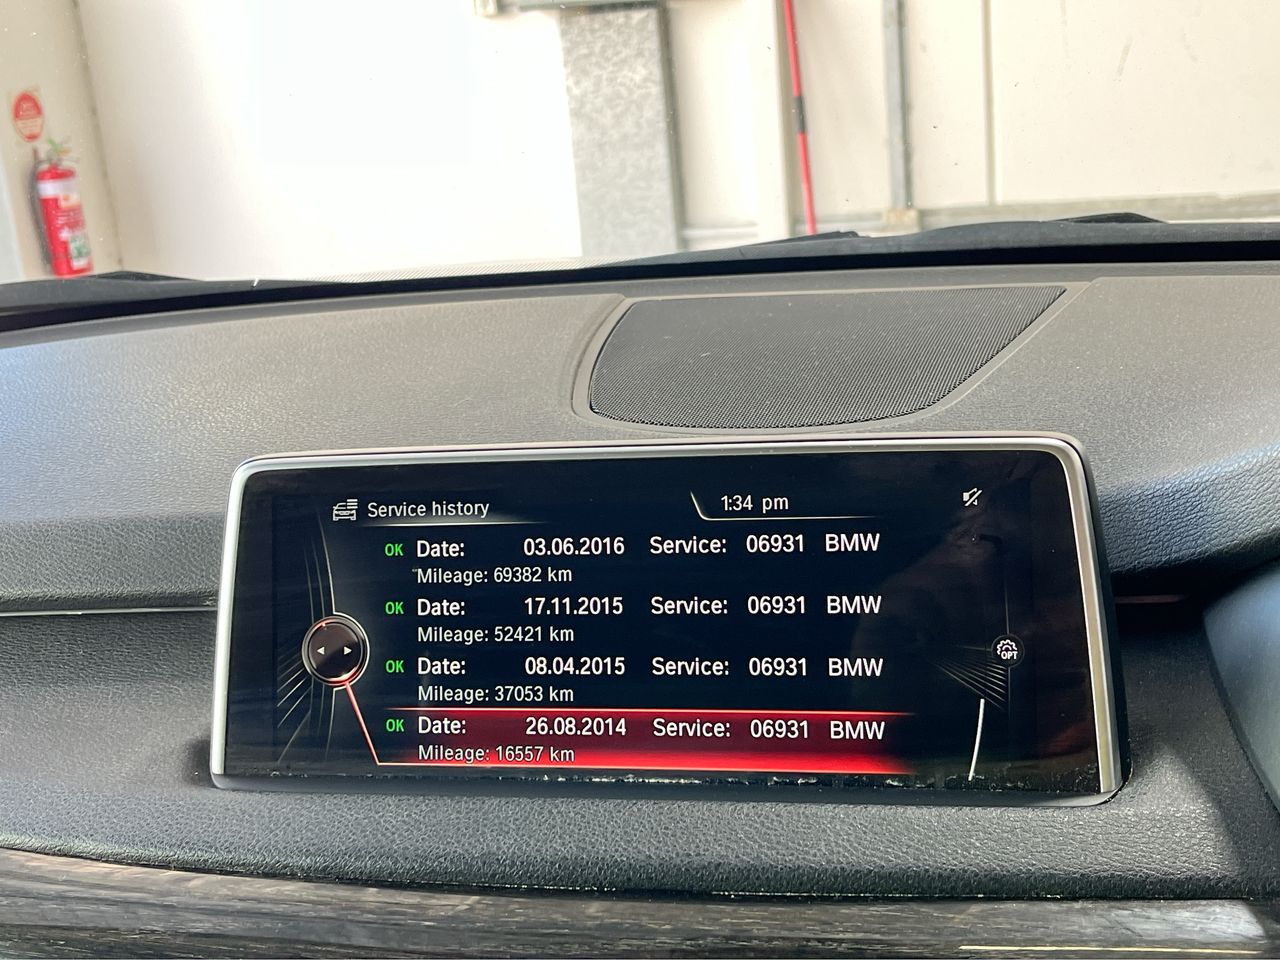 Service history
1:34 pm
OK Date: 03.06.2016 Service: 06931 BMW
Mileage: 69382 km
OK Date: 17.11.2015 Service: 06931 BMW
Mileage: 52421 km
OK Date: 08.04.2015 Service: 06931 BMW
Mileage: 37053 km
OPT
OK Date: 26.08.2014 Service: 06931 BMW
Mileage: 16557 km